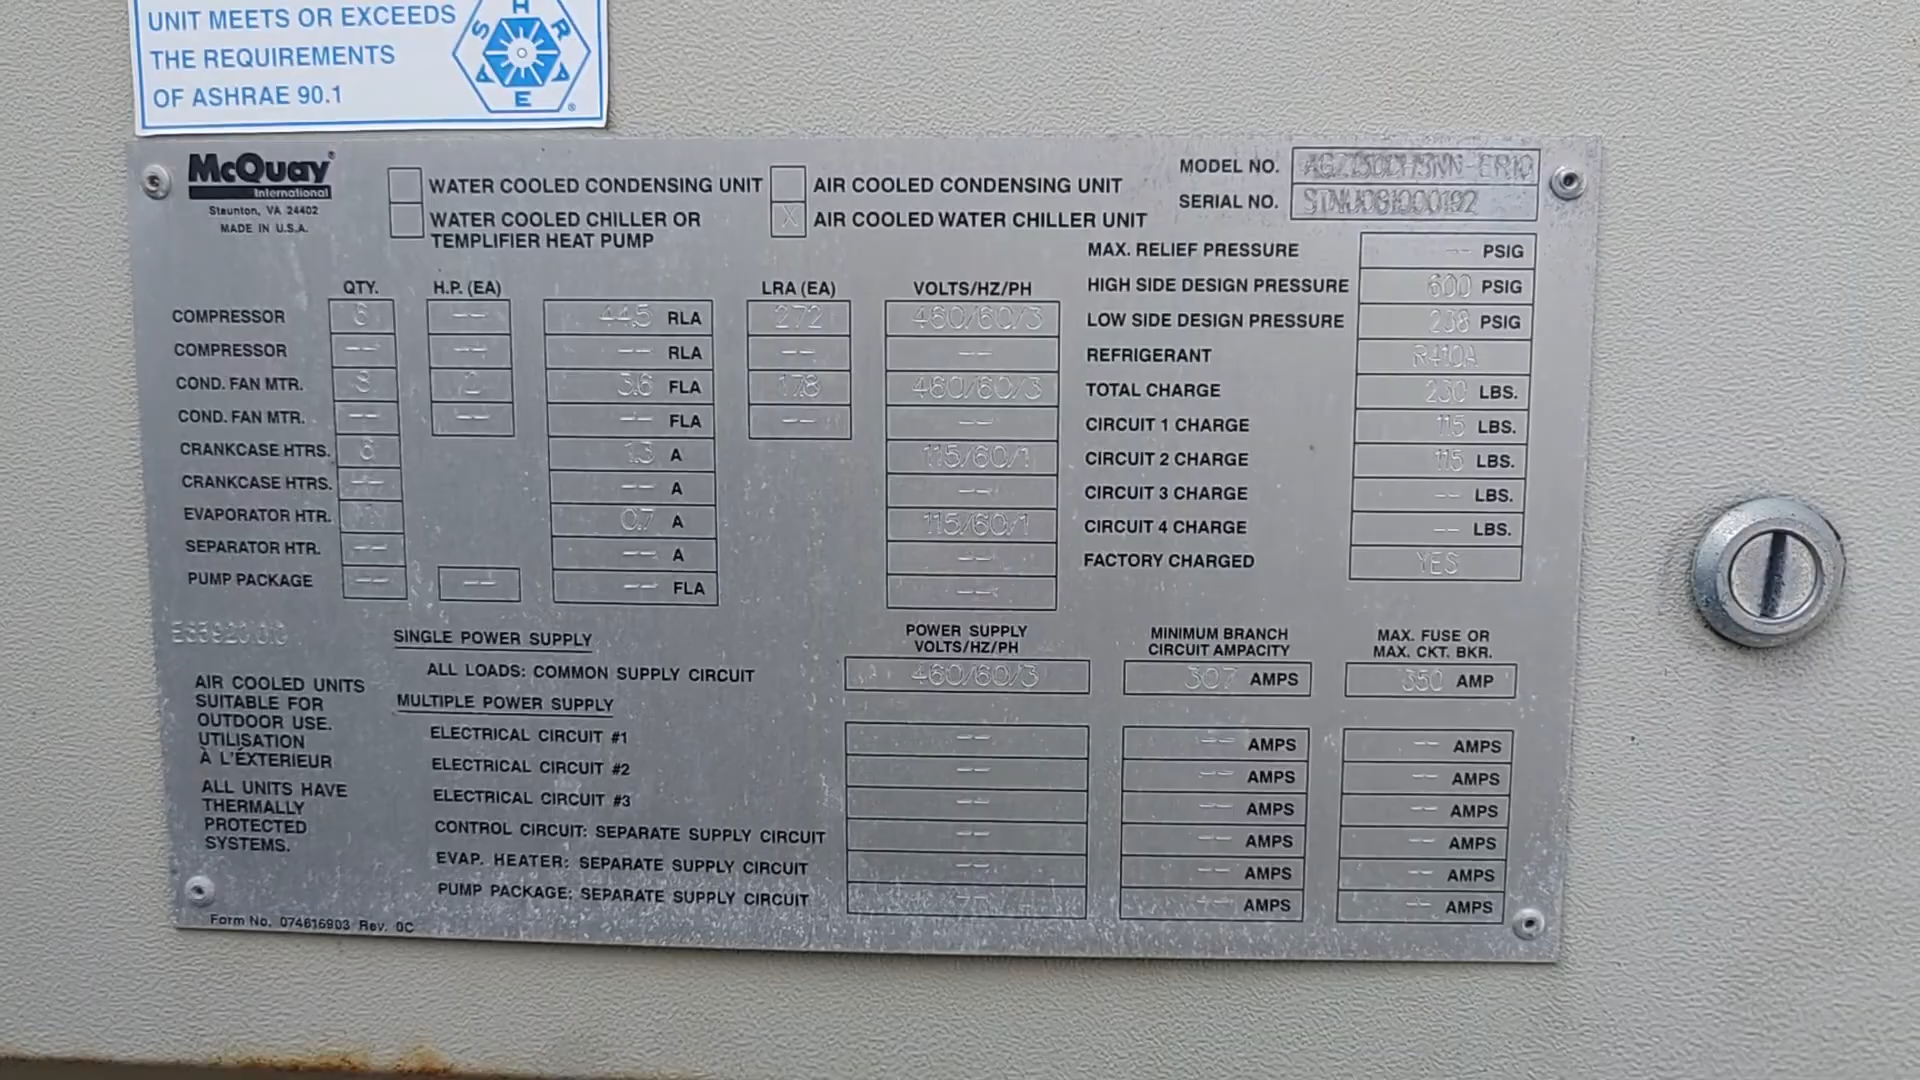 UNIT MEETS OR EXCEEDS
THE REQUIREMENTS
OF ASHRAE 90.1
ASHRAE ®
McQuay®
International
Staunton, VA 24402
MADE IN U.S.A.
WATER COOLED CONDENSING UNIT
WATER COOLED CHILLER OR
TEMPLIFIER HEAT PUMP
AIR COOLED CONDENSING UNIT
X AIR COOLED WATER CHILLER UNIT
MODEL NO.
SERIAL NO. STNU081000192
QTY. H.P. (EA) LRA (EA) VOLTS/HZ/PH
COMPRESSOR 6 -- 44.5 RLA 272 460/60/3
COMPRESSOR -- -- -- RLA -- --
COND. FAN MTR. 8 2 3.6 FLA 17.8 460/60/3
COND. FAN MTR. -- -- -- FLA -- --
CRANKCASE HTRS. 6 1.3 A 115/60/1
CRANKCASE HTRS. -- -- A --
EVAPORATOR HTR. 0.7 A 115/60/1
SEPARATOR HTR. -- -- A --
PUMP PACKAGE -- -- -- FLA --
MAX. RELIEF PRESSURE -- PSIG
HIGH SIDE DESIGN PRESSURE 600 PSIG
LOW SIDE DESIGN PRESSURE 238 PSIG
REFRIGERANT R410A
TOTAL CHARGE 230 LBS.
CIRCUIT 1 CHARGE 115 LBS.
CIRCUIT 2 CHARGE 115 LBS.
CIRCUIT 3 CHARGE -- LBS.
CIRCUIT 4 CHARGE -- LBS.
FACTORY CHARGED YES
AIR COOLED UNITS
SUITABLE FOR
OUTDOOR USE.
UTILISATION
À L'ÉXTERIEUR
ALL UNITS HAVE
THERMALLY
PROTECTED
SYSTEMS.
POWER SUPPLY
VOLTS/HZ/PH
MINIMUM BRANCH
CIRCUIT AMPACITY
MAX. FUSE OR
MAX. CKT. BKR.
SINGLE POWER SUPPLY
ALL LOADS: COMMON SUPPLY CIRCUIT 460/60/3 307 AMPS 350 AMP
MULTIPLE POWER SUPPLY
ELECTRICAL CIRCUIT #1 -- -- AMPS -- AMPS
ELECTRICAL CIRCUIT #2 -- -- AMPS -- AMPS
ELECTRICAL CIRCUIT #3 -- -- AMPS -- AMPS
CONTROL CIRCUIT: SEPARATE SUPPLY CIRCUIT -- -- AMPS -- AMPS
EVAP. HEATER: SEPARATE SUPPLY CIRCUIT -- -- AMPS -- AMPS
PUMP PACKAGE: SEPARATE SUPPLY CIRCUIT -- -- AMPS -- AMPS
Form No. 074616903 Rev. 0C